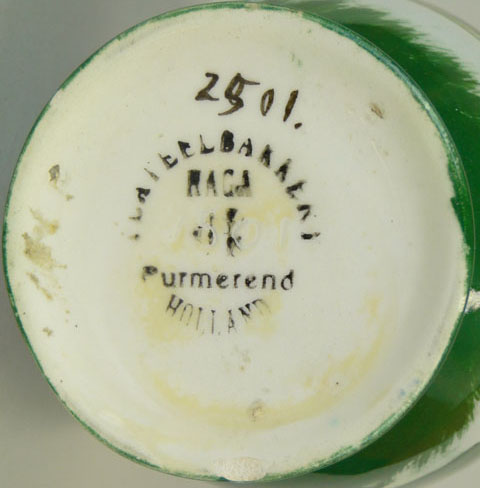 2501.
PLATEELBAKKERIJ
HAGA
Purmerend
HOLLAND